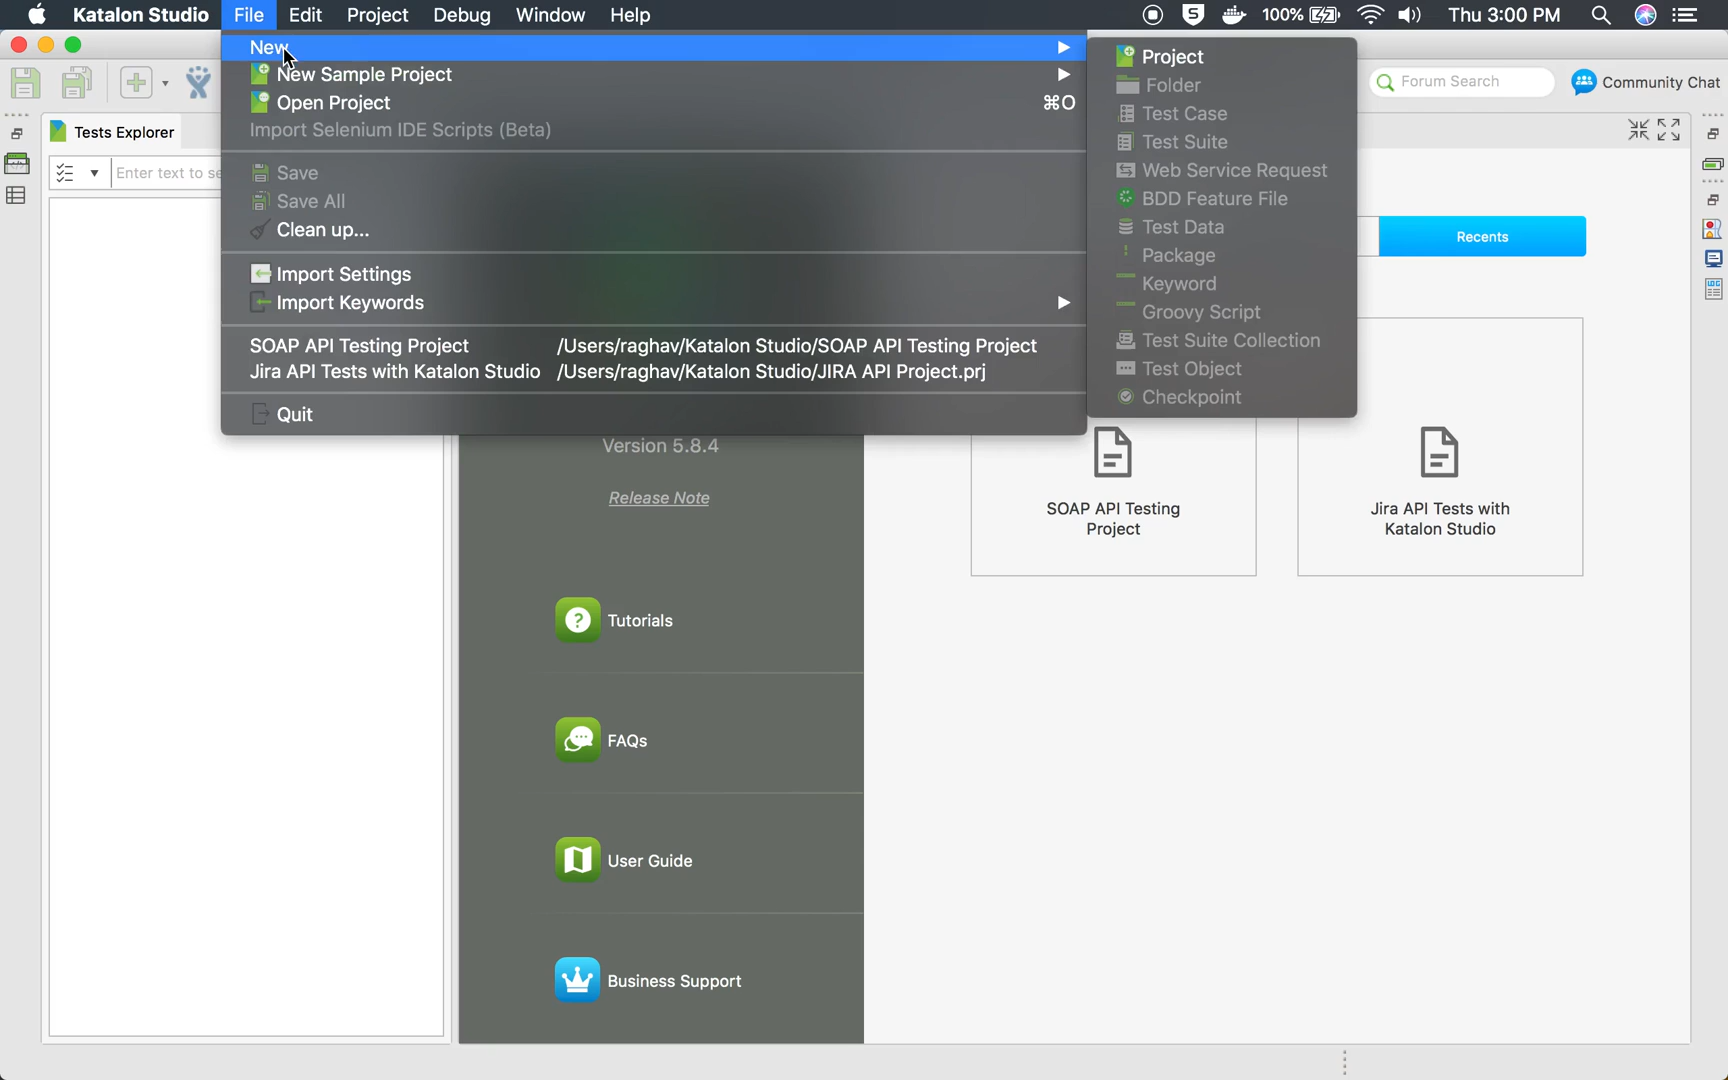 Katalon Studio File Edit Project Debug Window Help 100% Thu 3:00 PM
New
New Sample Project
Open Project ⌘O
Import Selenium IDE Scripts (Beta)
Save
Save All
Clean up...
Import Settings
Import Keywords
SOAP API Testing Project /Users/raghav/Katalon Studio/SOAP API Testing Project
Jira API Tests with Katalon Studio /Users/raghav/Katalon Studio/JIRA API Project.prj
Quit
Project
Folder
Test Case
Test Suite
Web Service Request
BDD Feature File
Test Data
Package
Keyword
Groovy Script
Test Suite Collection
Test Object
Checkpoint
Forum Search
Community Chat
Tests Explorer
Enter text to se
Recents
Version 5.8.4
Release Note
Tutorials
FAQs
User Guide
Business Support
SOAP API Testing
Project
Jira API Tests with
Katalon Studio